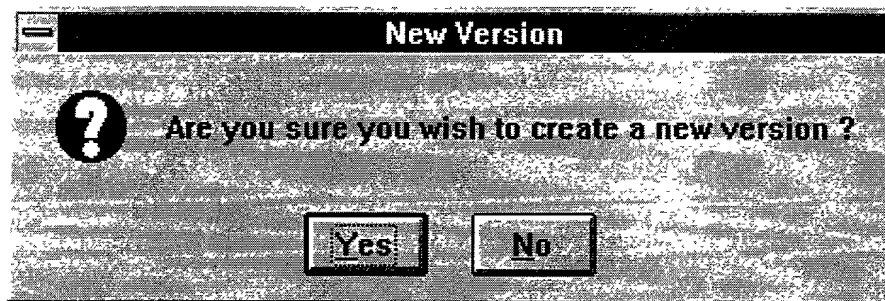 New Version
Are you sure you wish to create a new version ?
Yes
No